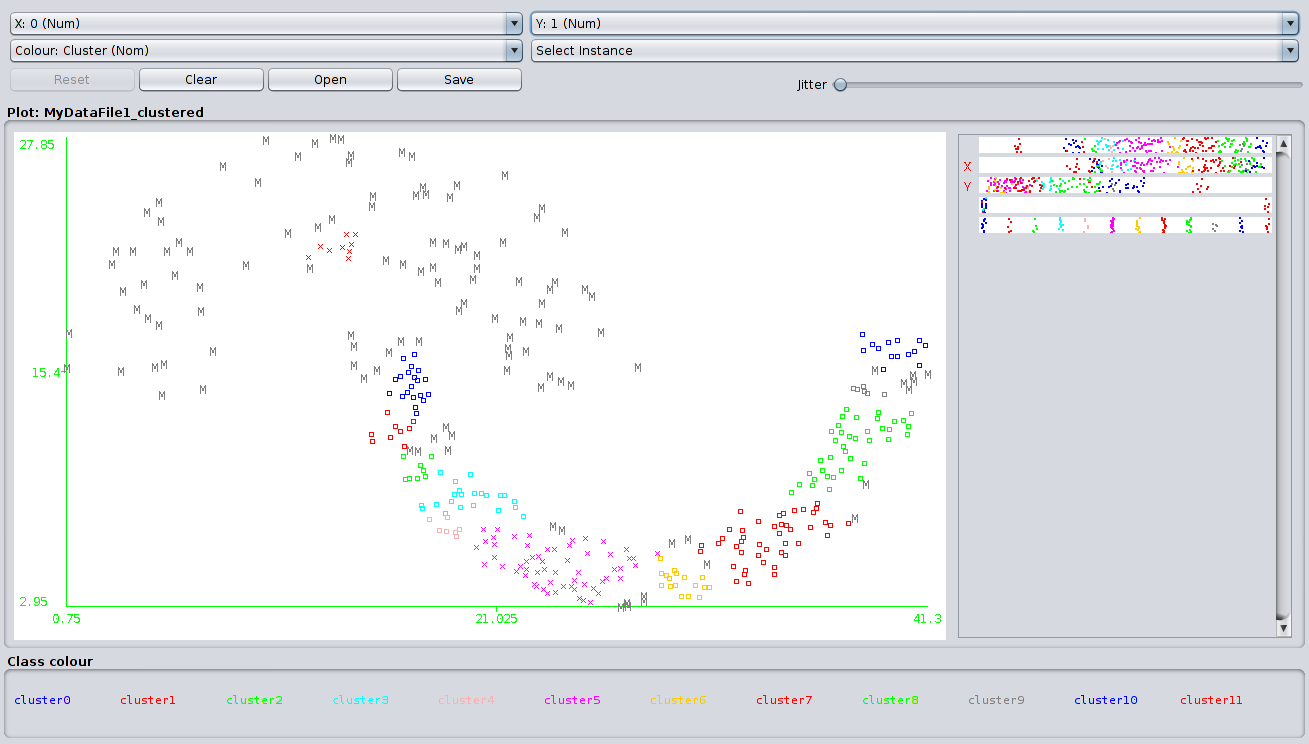 X: 0 (Num) Y: 1 (Num)
Colour: Cluster (Nom) Select Instance
Reset Clear Open Save Jitter
Plot: MyDataFile1_clustered
27.85
15.4
2.95
0.75 21.025 41.3
X
Y
Class colour
cluster0 cluster1 cluster2 cluster3 cluster4 cluster5 cluster6 cluster7 cluster8 cluster9 cluster10 cluster11